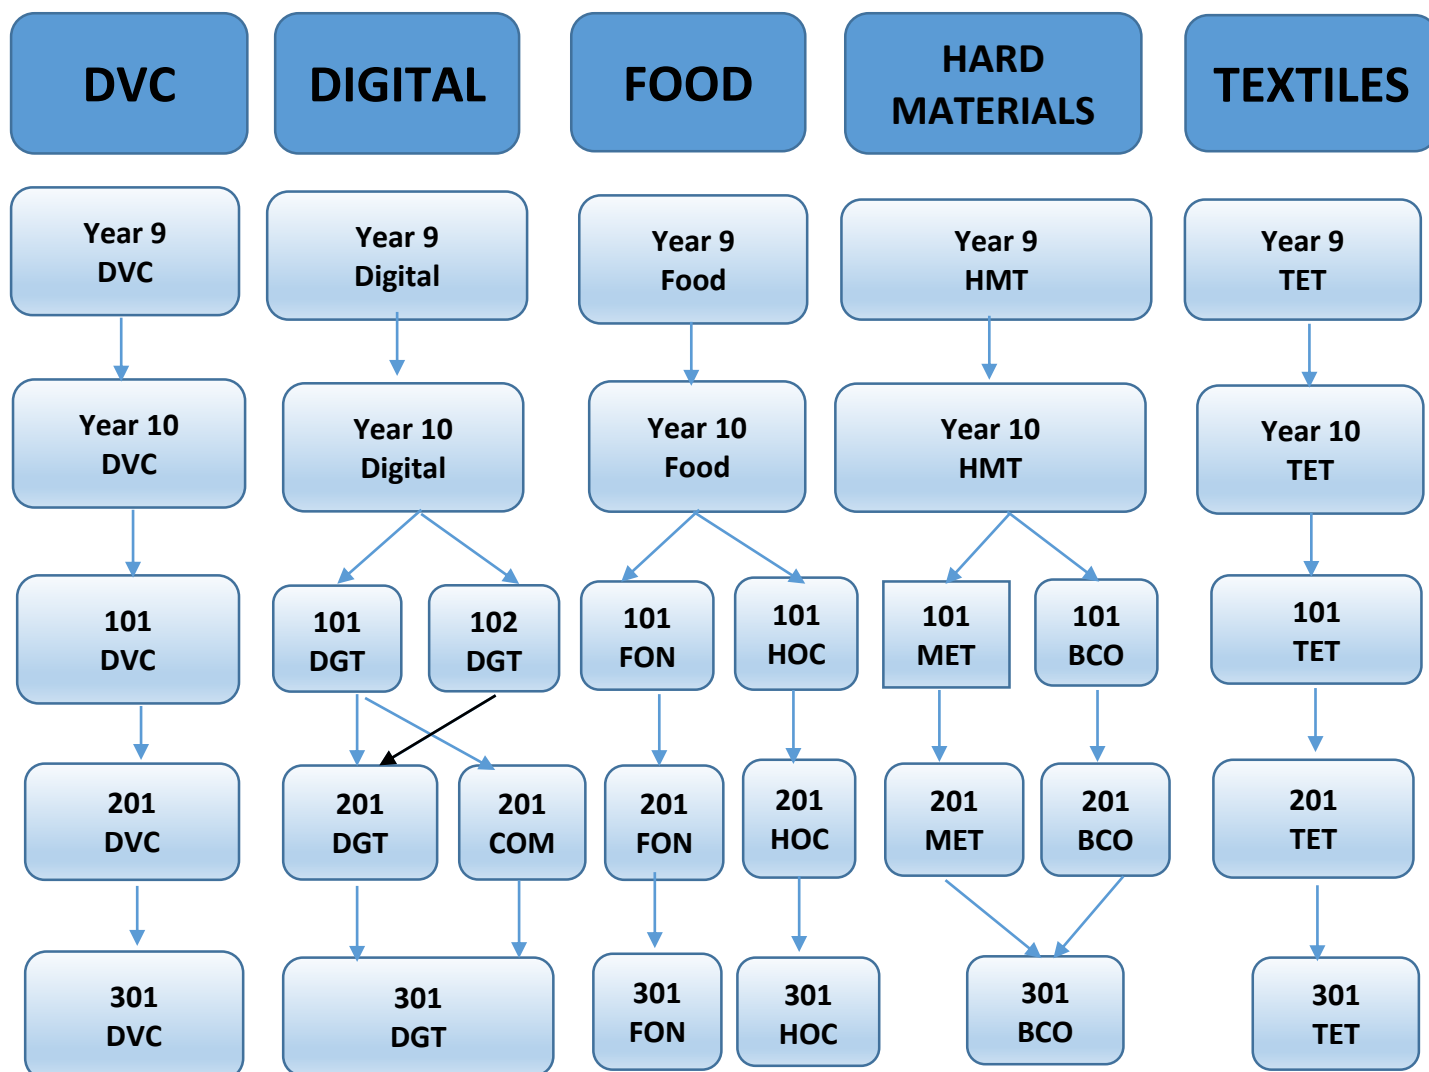 DVC
DIGITAL
FOOD
HARD
MATERIALS
TEXTILES
Year 9
DVC
Year 9
Digital
Year 9
Food
Year 9
HMT
Year 9
TET
Year 10
DVC
Year 10
Digital
Year 10
Food
Year 10
HMT
Year 10
TET
101
DVC
101
DGT
102
DGT
101
FON
101
HOC
101
MET
101
BCO
101
TET
201
DVC
201
DGT
201
COM
201
FON
201
HOC
201
MET
201
BCO
201
TET
301
DVC
301
DGT
301
FON
301
HOC
301
BCO
301
TET